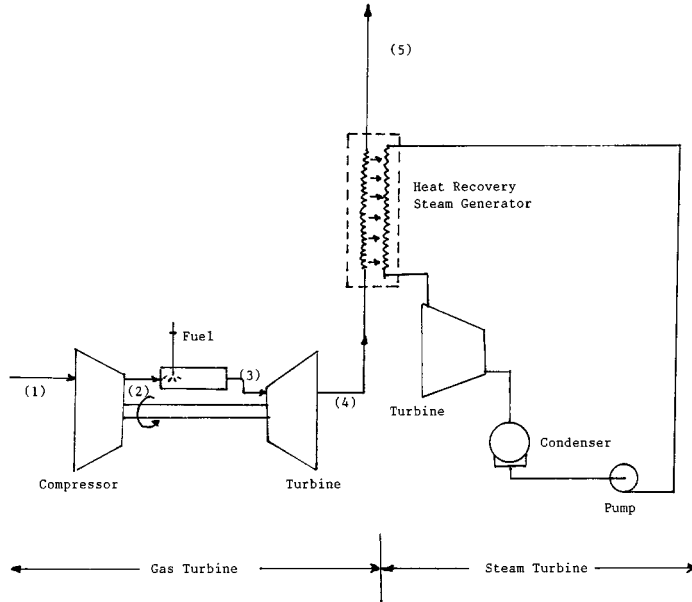 (5)
Heat Recovery
Steam Generator
Fuel
(1)
(2)
(3)
(4)
Turbine
Compressor
Turbine
Condenser
Pump
Gas Turbine
Steam Turbine